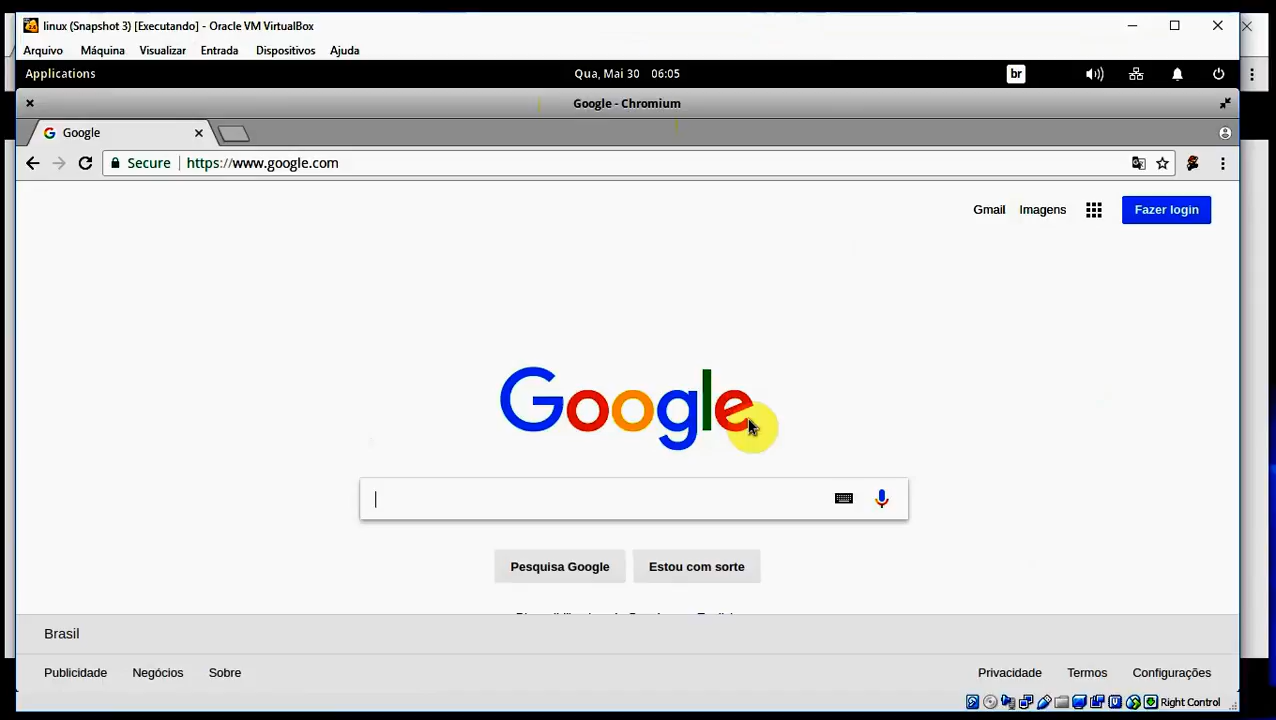 linux (Snapshot 3) [Executando] - Oracle VM VirtualBox
Arquivo Máquina Visualizar Entrada Dispositivos Ajuda
Applications Qua, Mai 30 06:05 br
Google - Chromium
Google
Secure https://www.google.com
Gmail Imagens Fazer login
Google
Pesquisa Google Estou com sorte
Brasil
Publicidade Negócios Sobre Privacidade Termos Configurações
Right Control